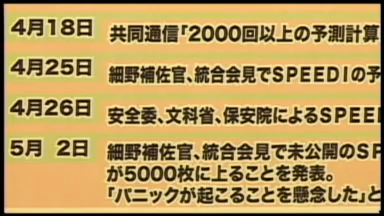 4月18日 共同通信「2000回以上の予測計算
4月25日 細野補佐官、統合会見でSPEEDIの予
4月26日 安全委、文科省、保安院によるSPEED
5月 2日 細野補佐官、統合会見で未公開のSP
が5000枚に上ることを発表。
「パニックが起こることを懸念した」と